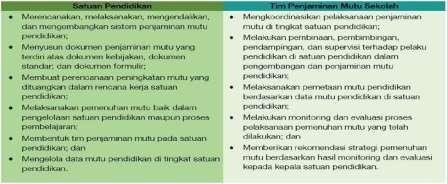 Satuan Pendidikan
Merencanakan, melaksanakan, mengendalikan,
dan mengembangkan sistem penjaminan mutu
pendidikan;
Menyusun dokumen penjaminan mutu yang
terdiri atas dokumen kebijakan, dokumen
standar, dan dokumen formulir;
Membuat perencanaan peningkatan mutu yang
dituangkan dalam rencana kerja satuan
pendidikan;
Melaksanakan pemenuhan mutu baik dalam
pengelolaan satuan pendidikan maupun proses
pembelajaran;
Membentuk tim penjaminan mutu pada satuan
pendidikan; dan
Mengelola data mutu pendidikan di tingkat satuan
pendidikan.
Tim Penjaminan Mutu Sekolah
Mengkoordinasikan pelaksanaan penjaminan
mutu di tingkat satuan pendidikan;
Melakukan pembinaan, pembimbingan,
pendampingan, dan supervisi terhadap pelaku
pendidikan di satuan pendidikan dalam
pengembangan dan penjaminan mutu
pendidikan;
Melaksanakan pemetaan mutu pendidikan
berdasarkan data mutu pendidikan di satuan
pendidikan;
Melakukan monitoring dan evaluasi proses
pelaksanaan pemenuhan mutu yang telah
dilakukan; dan
Memberikan rekomendasi strategi pemenuhan
mutu berdasarkan hasil monitoring dan evaluasi
kepada kepala satuan pendidikan.